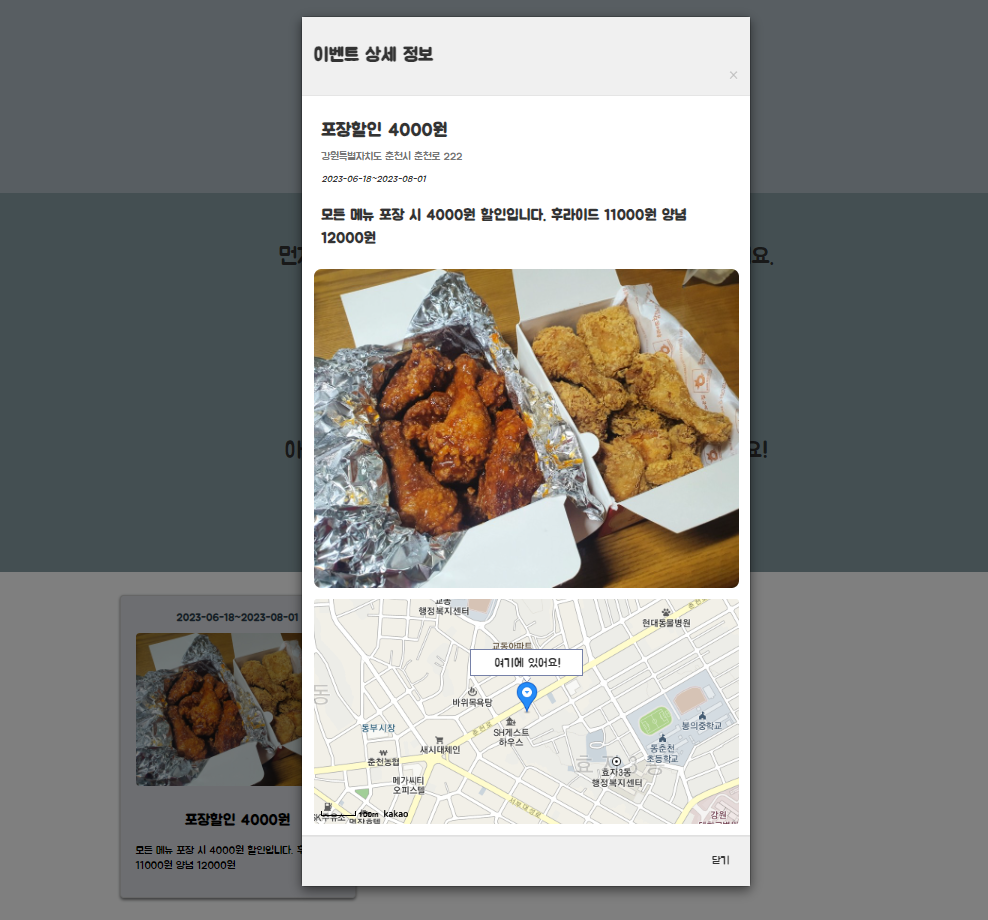 이벤트 상세 정보
×
포장할인 4000원
강원특별자치도 춘천시 춘천로 222
2023-06-18~2023-08-01
모든 메뉴 포장 시 4000원 할인입니다. 후라이드 11000원 양념
12000원
요.
교동
행정복지센터
현대동물병원
교동아파트
여기에 있어요!
바위목욕탕
춘천로
동부시장
SH게스트
하우스
새시대체인
춘천농협
메가씨티
오피스텔
봉의중학교
동춘천
초등학교
효자3동
행정복지센터
강원
100m kakao
닫기
2023-06-18~2023-08-01
포장할인 4000원
모든 메뉴 포장 시 4000원 할인입니다.
11000원 양념 12000원